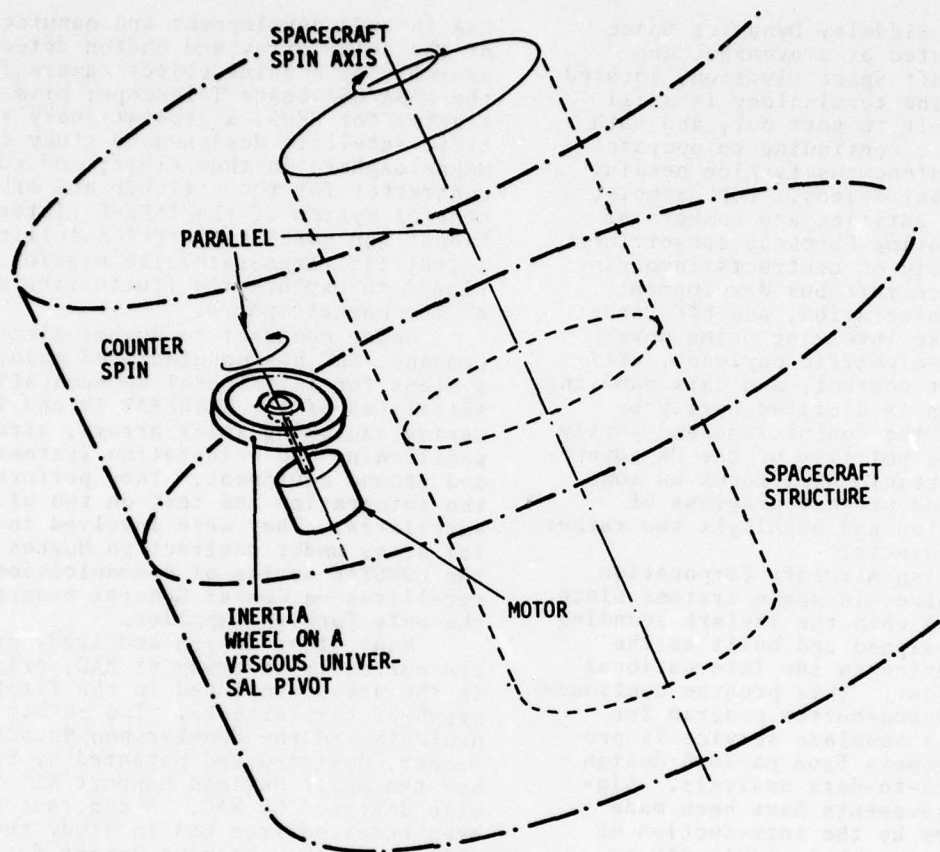 SPACECRAFT
SPIN AXIS
PARALLEL
COUNTER
SPIN
SPACECRAFT
STRUCTURE
MOTOR
INERTIA
WHEEL ON A
VISCOUS UNIVER-
SAL PIVOT